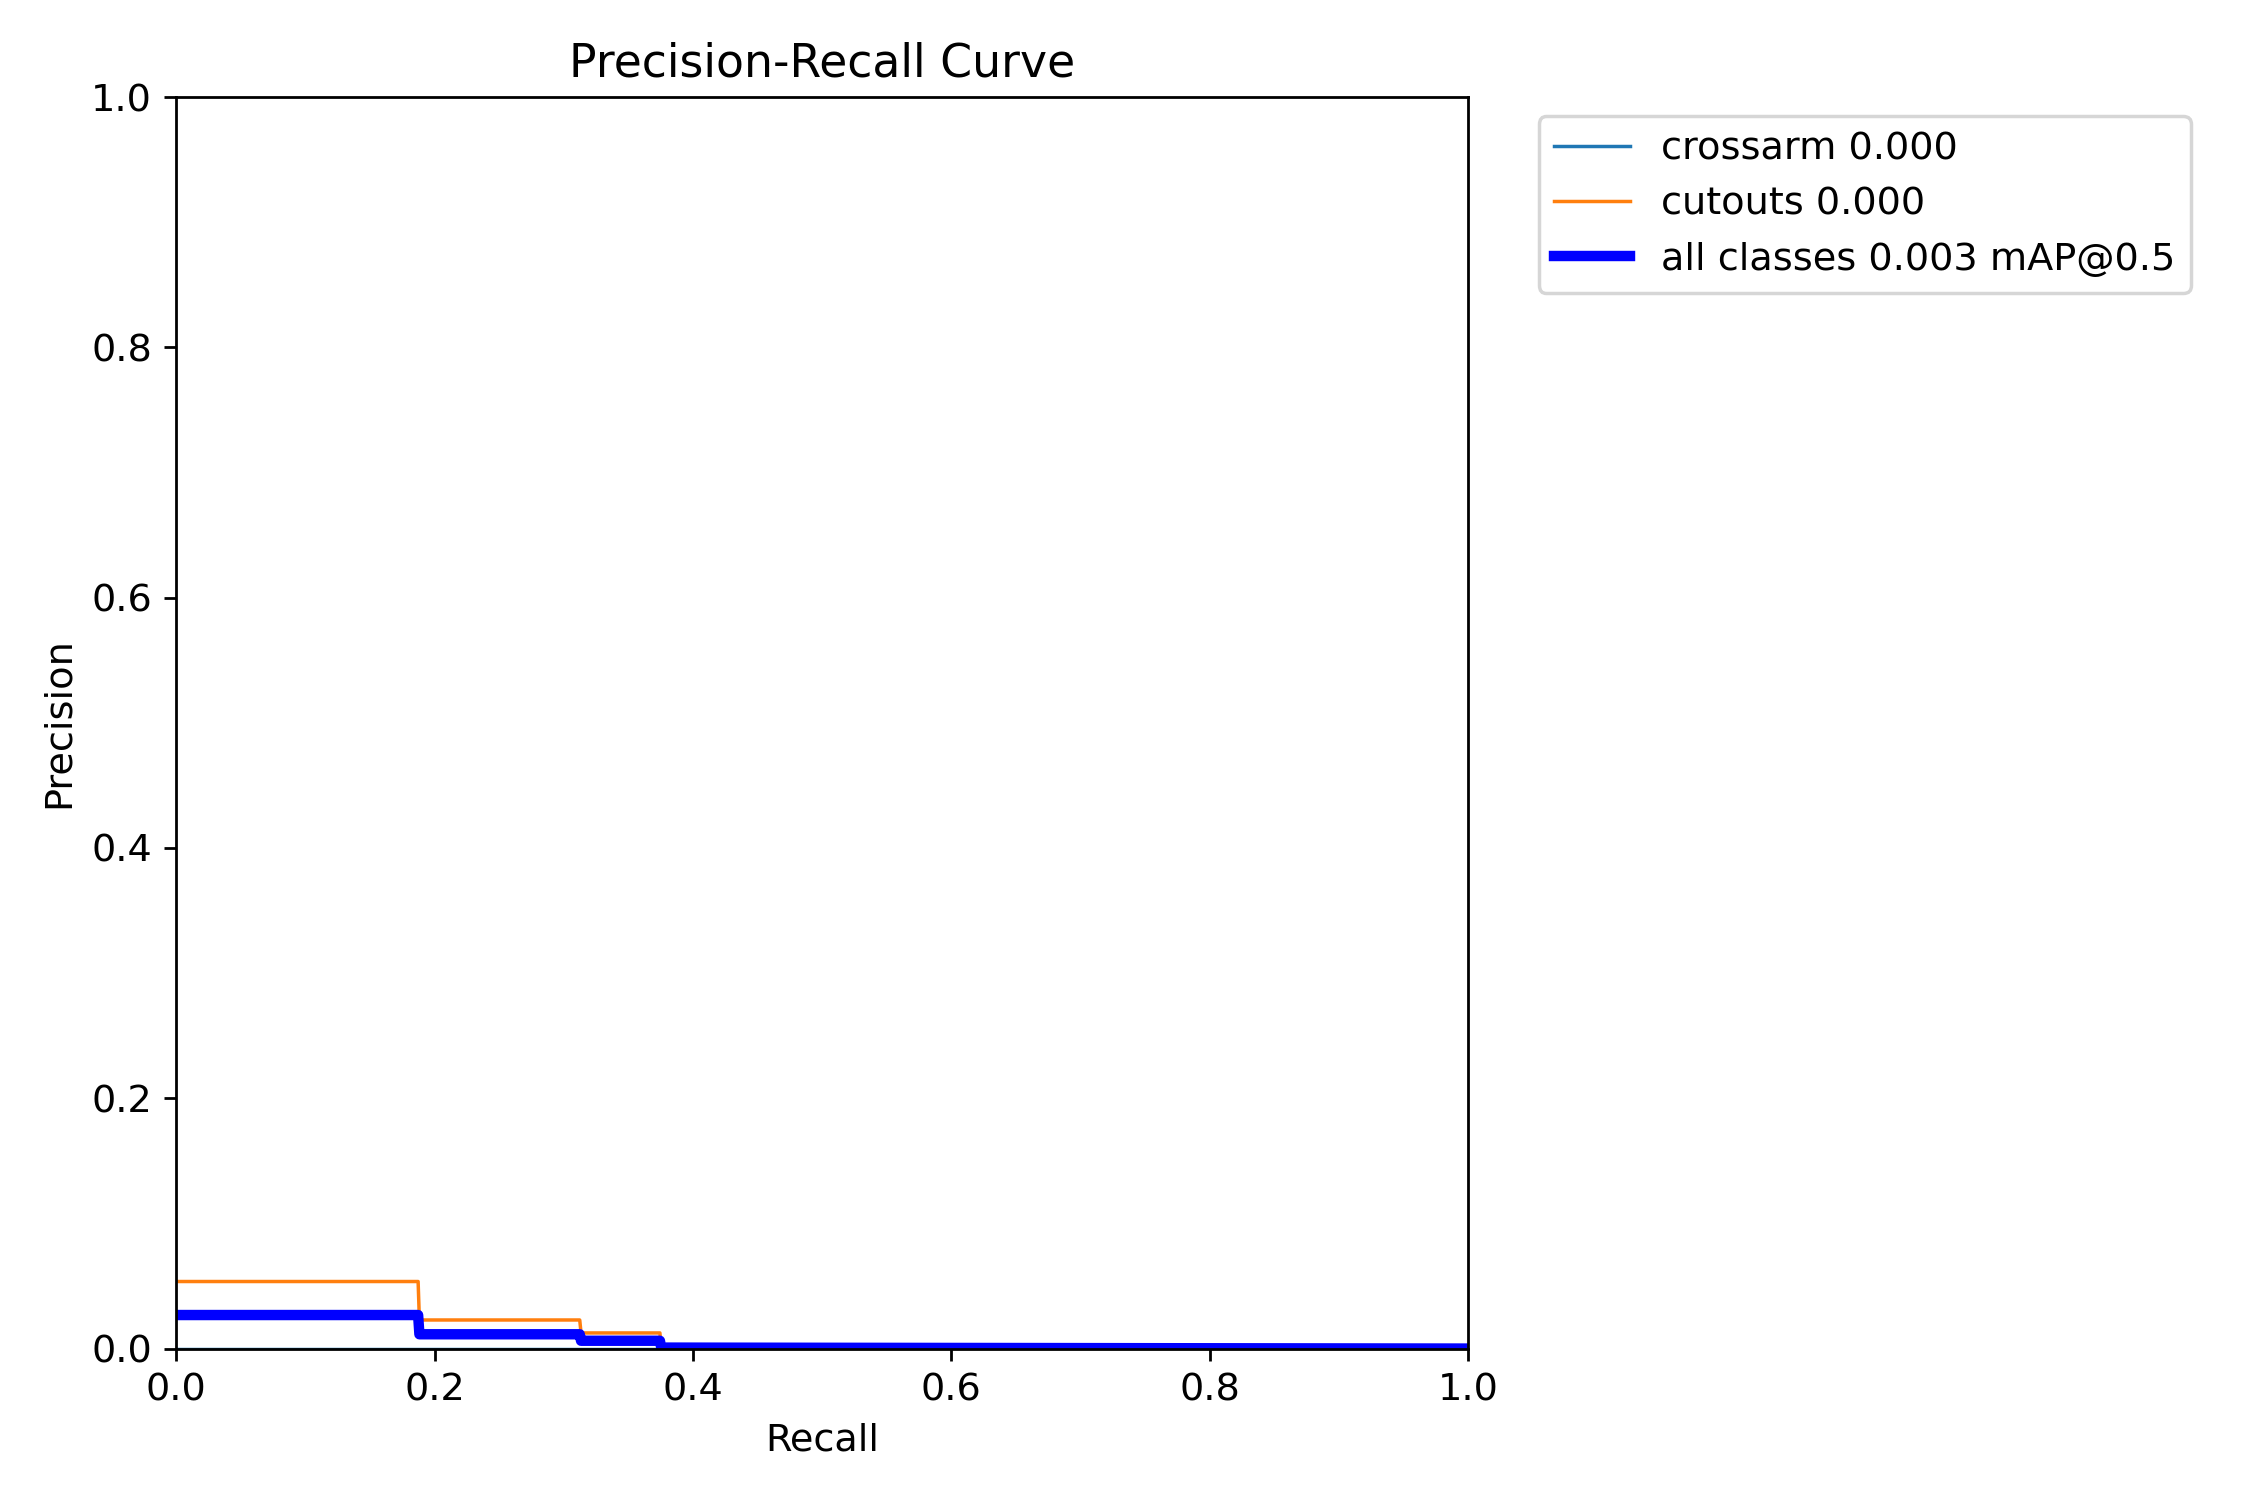 Precision-Recall Curve
1.0
0.8
0.6
0.4
0.2
0.0
Precision
0.0 0.2 0.4 0.6 0.8 1.0
Recall
crossarm 0.000
cutouts 0.000
all classes 0.003 mAP@0.5